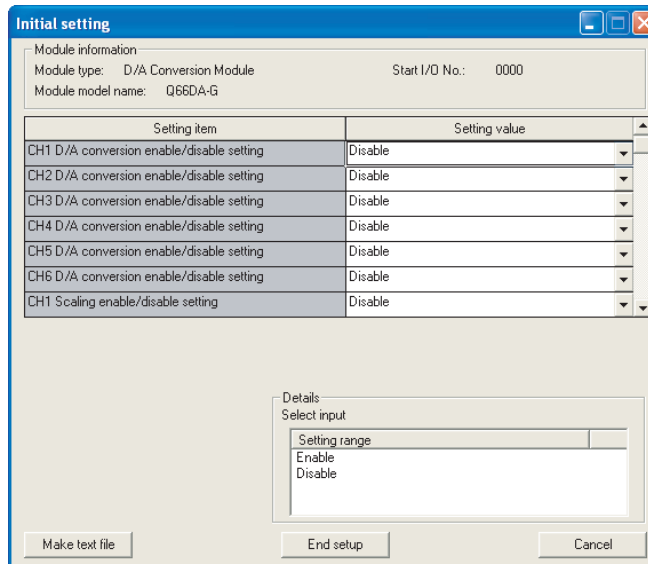 Initial setting
Module information
Module type: D/A Conversion Module Start I/O No.: 0000
Module model name: Q66DA-G
Setting item Setting value
CH1 D/A conversion enable/disable setting Disable
CH2 D/A conversion enable/disable setting Disable
CH3 D/A conversion enable/disable setting Disable
CH4 D/A conversion enable/disable setting Disable
CH5 D/A conversion enable/disable setting Disable
CH6 D/A conversion enable/disable setting Disable
CH1 Scaling enable/disable setting Disable
Details
Select input
Setting range
Enable
Disable
Make text file End setup Cancel